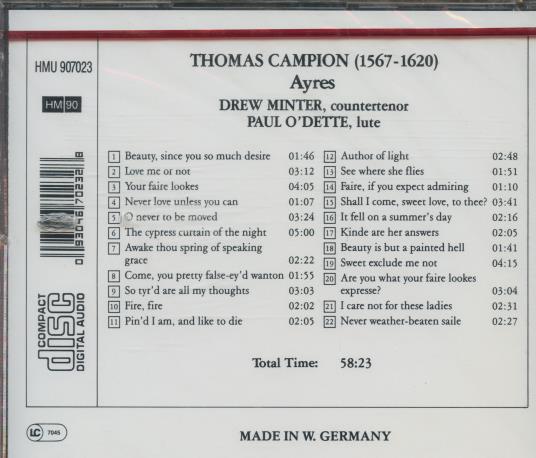 HMU 907023
HM 90
THOMAS CAMPION (1567-1620)
Ayres
DREW MINTER, countertenor
PAUL O'DETTE, lute
1 Beauty, since you so much desire 01:46
2 Love me or not 03:12
3 Your faire lookes 04:05
4 Never love unless you can 01:07
5 O never to be moved 03:24
6 The cypress curtain of the night 05:00
7 Awake thou spring of speaking
grace 02:22
8 Come, you pretty false-ey'd wanton 01:55
9 So tyr'd are all my thoughts 03:03
10 Fire, fire 02:02
11 Pin'd I am, and like to die 02:05
12 Author of light 02:48
13 See where she flies 01:51
14 Faire, if you expect admiring 01:10
15 Shall I come, sweet love, to thee? 03:41
16 It fell on a summer's day 02:16
17 Kinde are her answers 02:05
18 Beauty is but a painted hell 01:41
19 Sweet exclude me not 04:15
20 Are you what your faire lookes
expresse? 03:04
21 I care not for these ladies 02:31
22 Never weather-beaten saile 02:27
Total Time: 58:23
0 93046 70232 8
COMPACT
disc
DIGITAL AUDIO
LC 7045
MADE IN W. GERMANY